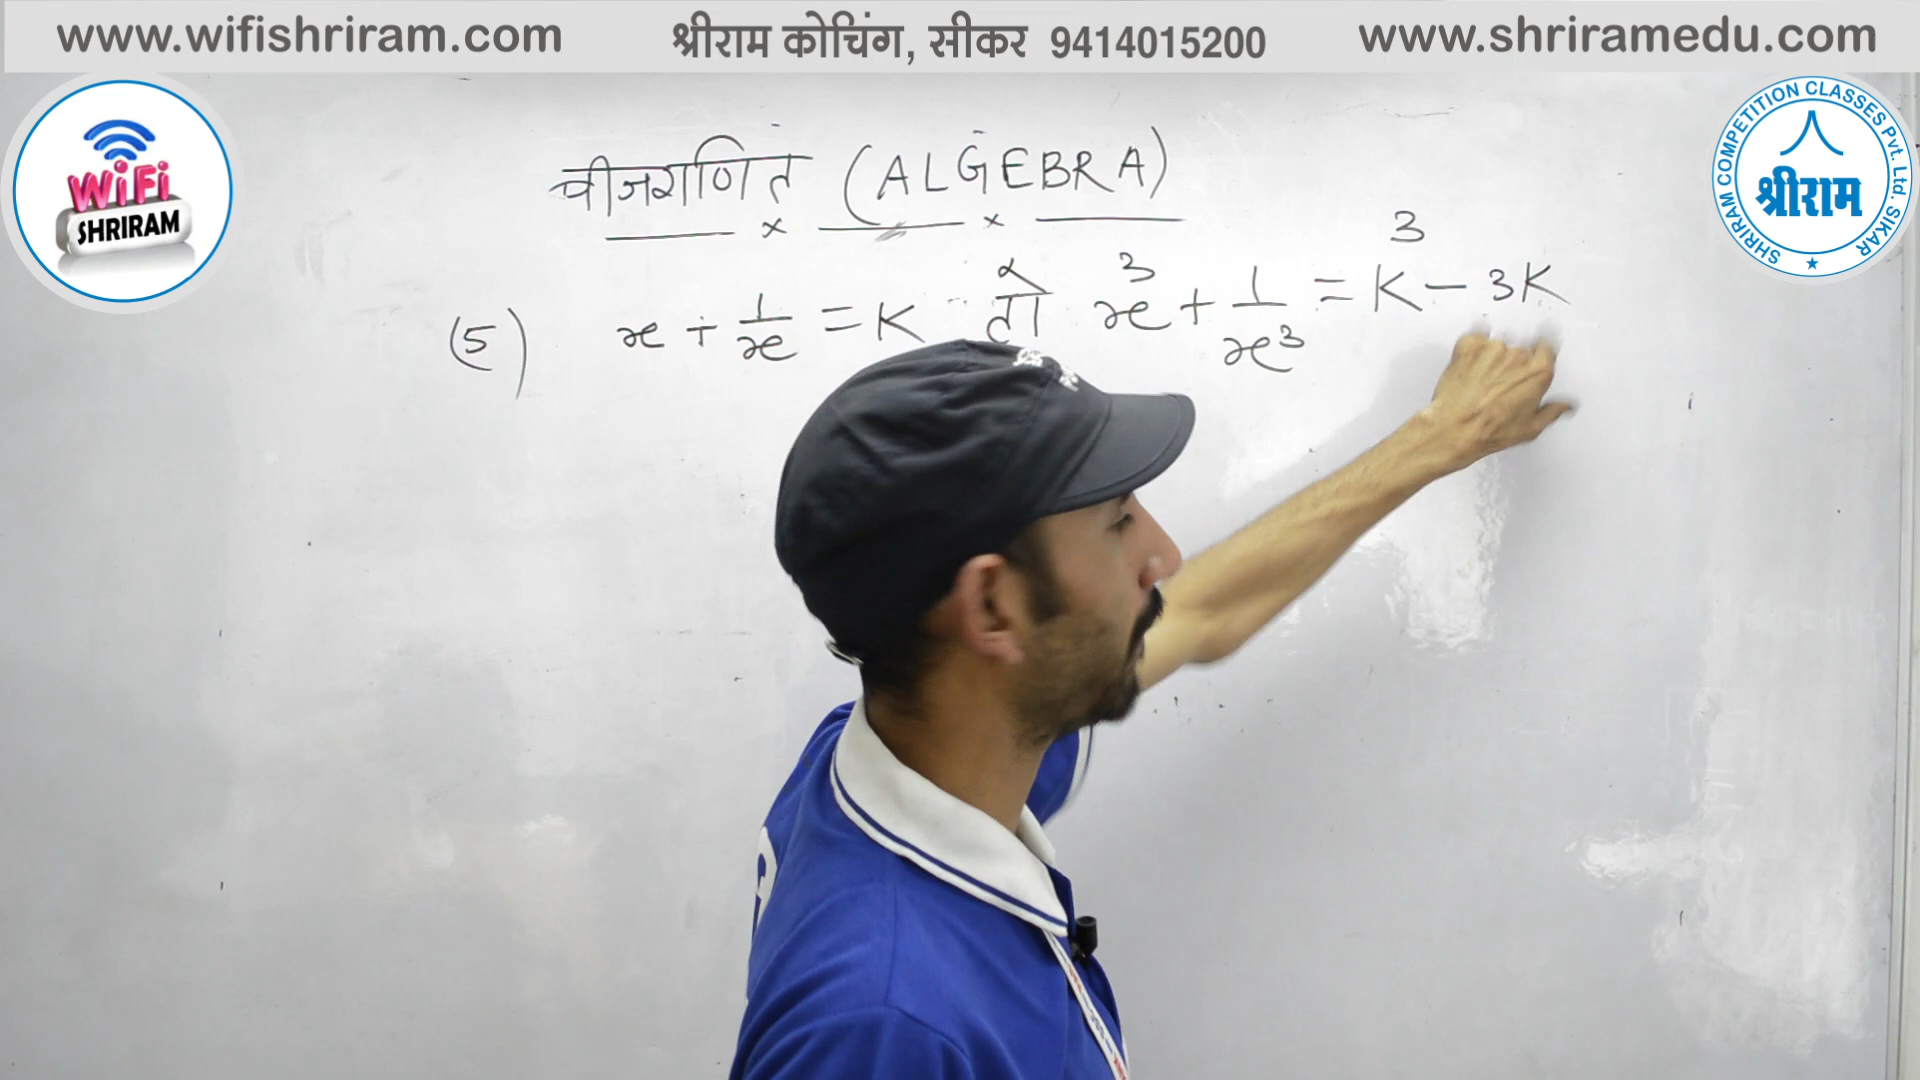 www.wifishriram.com श्रीराम कोचिंग, सीकर 9414015200 www.shriramedu.com
WiFi
SHRIRAM
SHRIRAM COMPETITION CLASSES Pvt. Ltd. SIKAR
श्रीराम
बीजगणित (ALGEBRA)
(5) x + 1/x = K तो x³ + 1/x³ = K³ - 3K